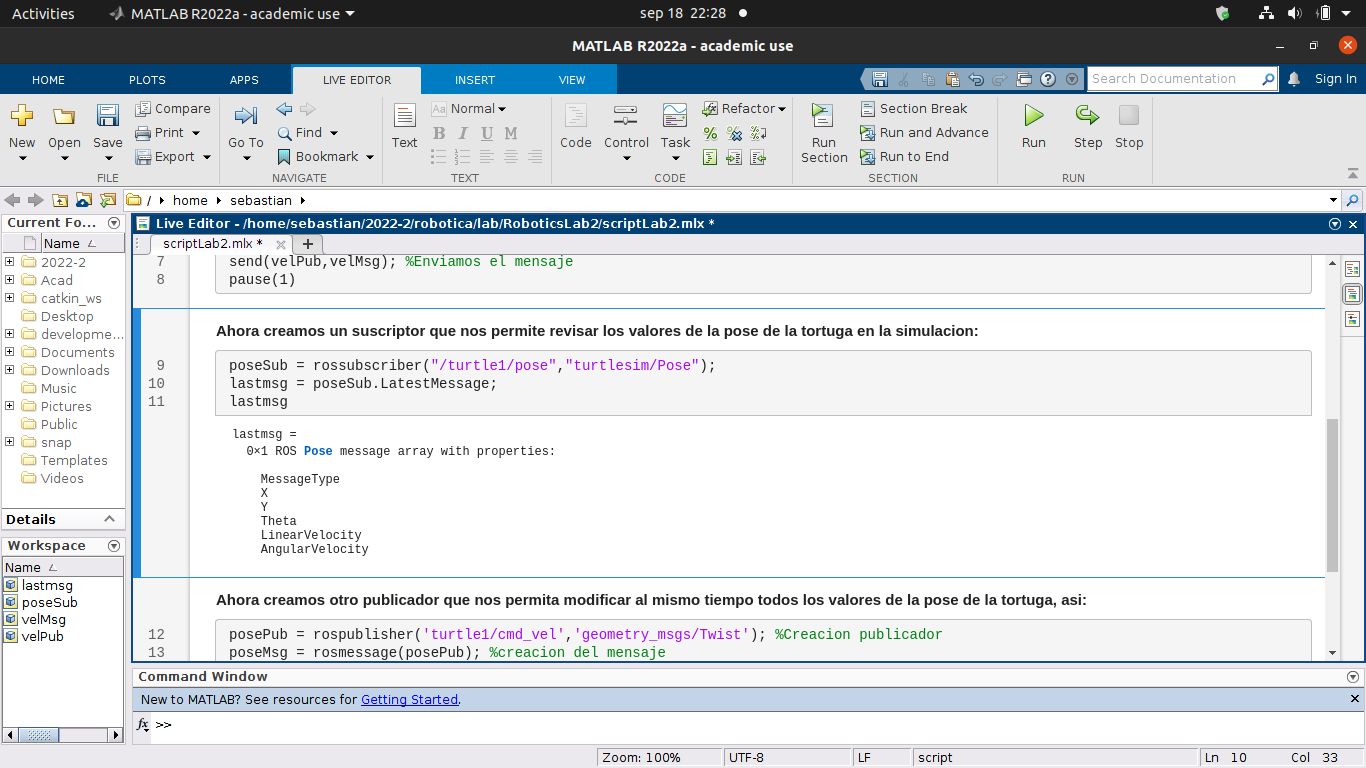 Activities
MATLAB R2022a - academic use
sep 18 22:28
MATLAB R2022a - academic use
HOME
PLOTS
APPS
LIVE EDITOR
INSERT
VIEW
Search Documentation
Sign In
New
Open
Save
Compare
Print
Export
FILE
Go To
Find
Bookmark
NAVIGATE
Text
Aa Normal
B I U M
TEXT
Code
Control
Task
Refactor
CODE
Run Section
Section Break
Run and Advance
Run to End
SECTION
Run
Step
Stop
RUN
/ home sebastian
Current Fo...
Name
2022-2
Acad
catkin_ws
Desktop
developme...
Documents
Downloads
Music
Pictures
Public
snap
Templates
Videos
Details
Workspace
Name
lastmsg
poseSub
velMsg
velPub
Live Editor - /home/sebastian/2022-2/robotica/lab/RoboticsLab2/scriptLab2.mlx *
scriptLab2.mlx *
7 send(velPub,velMsg); %Enviamos el mensaje
8 pause(1)
Ahora creamos un suscriptor que nos permite revisar los valores de la pose de la tortuga en la simulacion:
9 poseSub = rossubscriber("/turtle1/pose","turtlesim/Pose");
10 lastmsg = poseSub.LatestMessage;
11 lastmsg
lastmsg =
0×1 ROS Pose message array with properties:
MessageType
X
Y
Theta
LinearVelocity
AngularVelocity
Ahora creamos otro publicador que nos permita modificar al mismo tiempo todos los valores de la pose de la tortuga, asi:
12 posePub = rospublisher('turtle1/cmd_vel','geometry_msgs/Twist'); %Creacion publicador
13 poseMsg = rosmessage(posePub); %creacion del mensaje
Command Window
New to MATLAB? See resources for Getting Started.
fx >>
Zoom: 100%
UTF-8
LF
script
Ln 10 Col 33